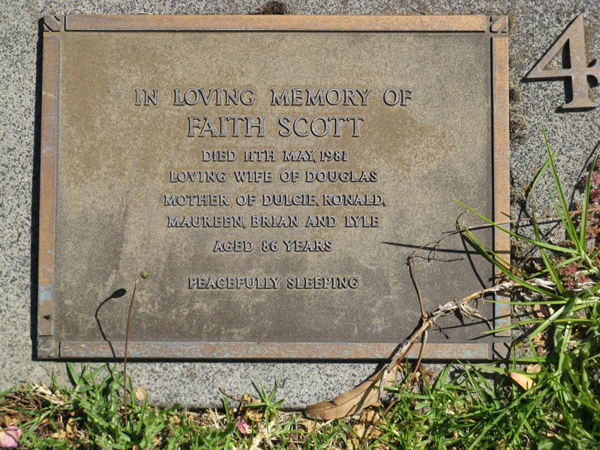 IN LOVING MEMORY OF
FAITH SCOTT
DIED 11TH MAY, 1981
LOVING WIFE OF DOUGLAS
MOTHER OF DULCIE, RONALD,
MAUREEN, BRIAN AND LYLE
AGED 86 YEARS
PEACEFULLY SLEEPING
4